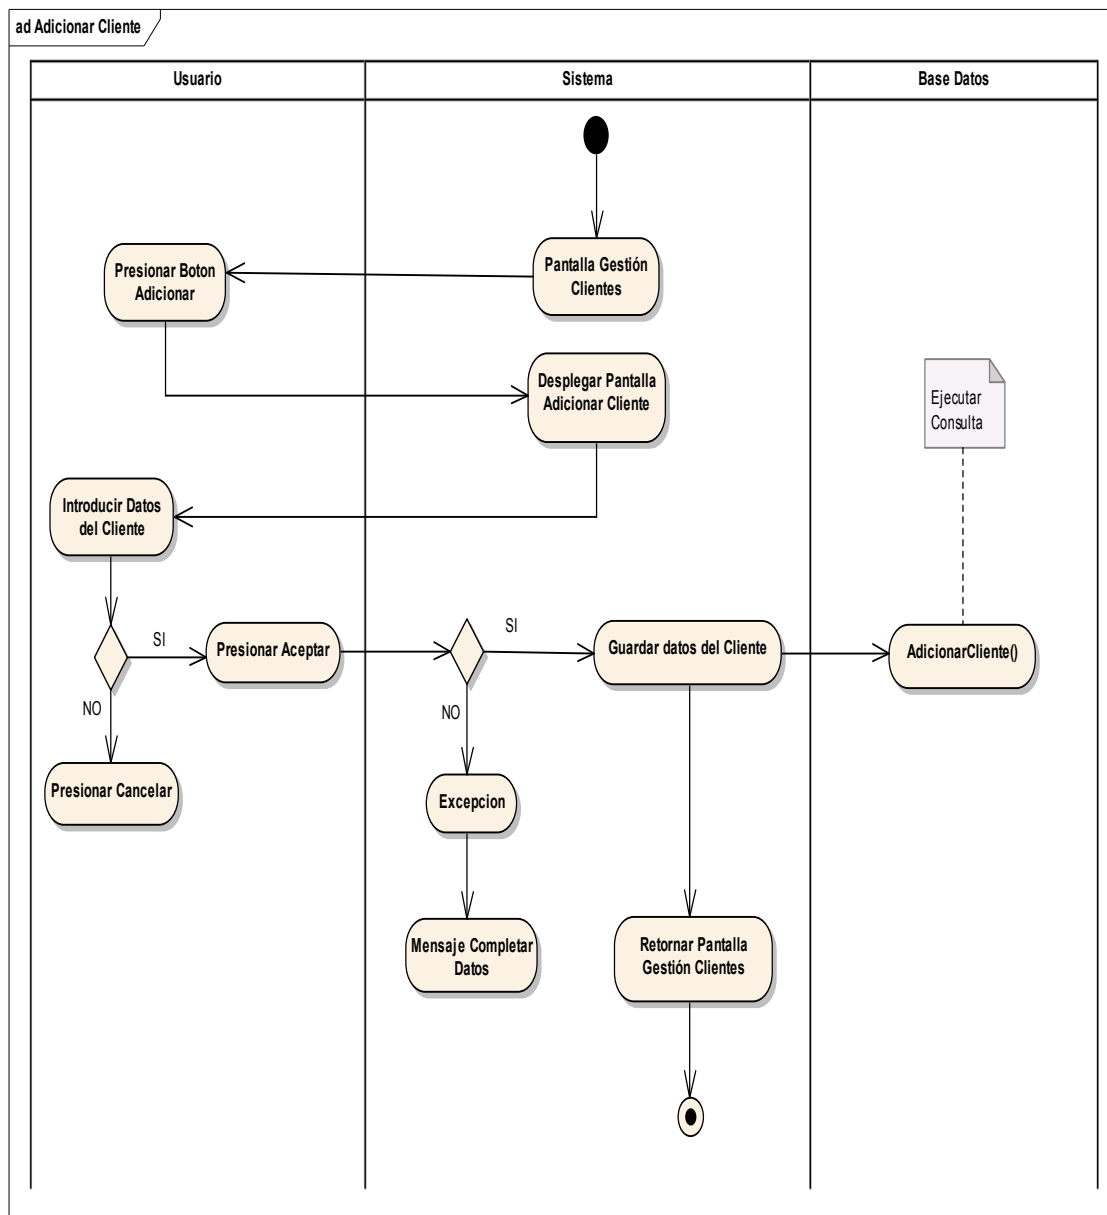 ad Adicionar Cliente
Usuario
Sistema
Base Datos
Pantalla Gestión
Clientes
Presionar Boton
Adicionar
Desplegar Pantalla
Adicionar Cliente
Ejecutar
Consulta
Introducir Datos
del Cliente
SI
Presionar Aceptar
SI
Guardar datos del Cliente
AdicionarCliente()
NO
NO
Presionar Cancelar
Excepcion
Mensaje Completar
Datos
Retornar Pantalla
Gestión Clientes